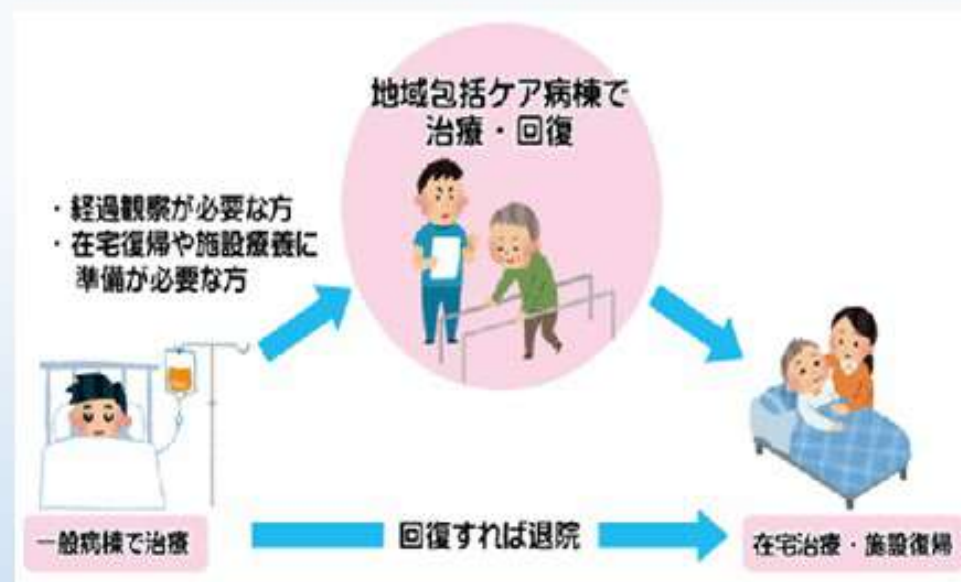 地域包括ケア病棟で
治療・回復
・経過観察が必要な方
・在宅復帰や施設療養に
準備が必要な方
一般病棟で治療
回復すれば退院
在宅治療・施設復帰